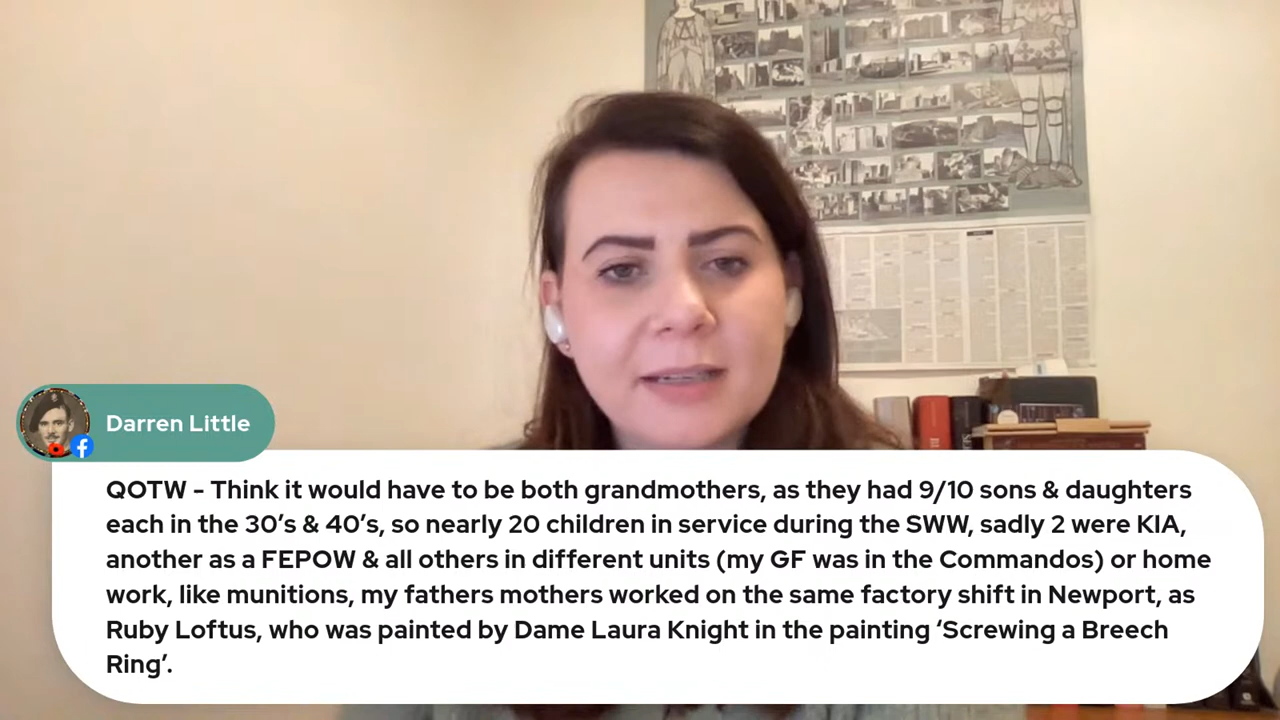 Darren Little
QOTW - Think it would have to be both grandmothers, as they had 9/10 sons & daughters
each in the 30’s & 40’s, so nearly 20 children in service during the SWW, sadly 2 were KIA,
another as a FEPOW & all others in different units (my GF was in the Commandos) or home
work, like munitions, my fathers mothers worked on the same factory shift in Newport, as
Ruby Loftus, who was painted by Dame Laura Knight in the painting ‘Screwing a Breech
Ring’.